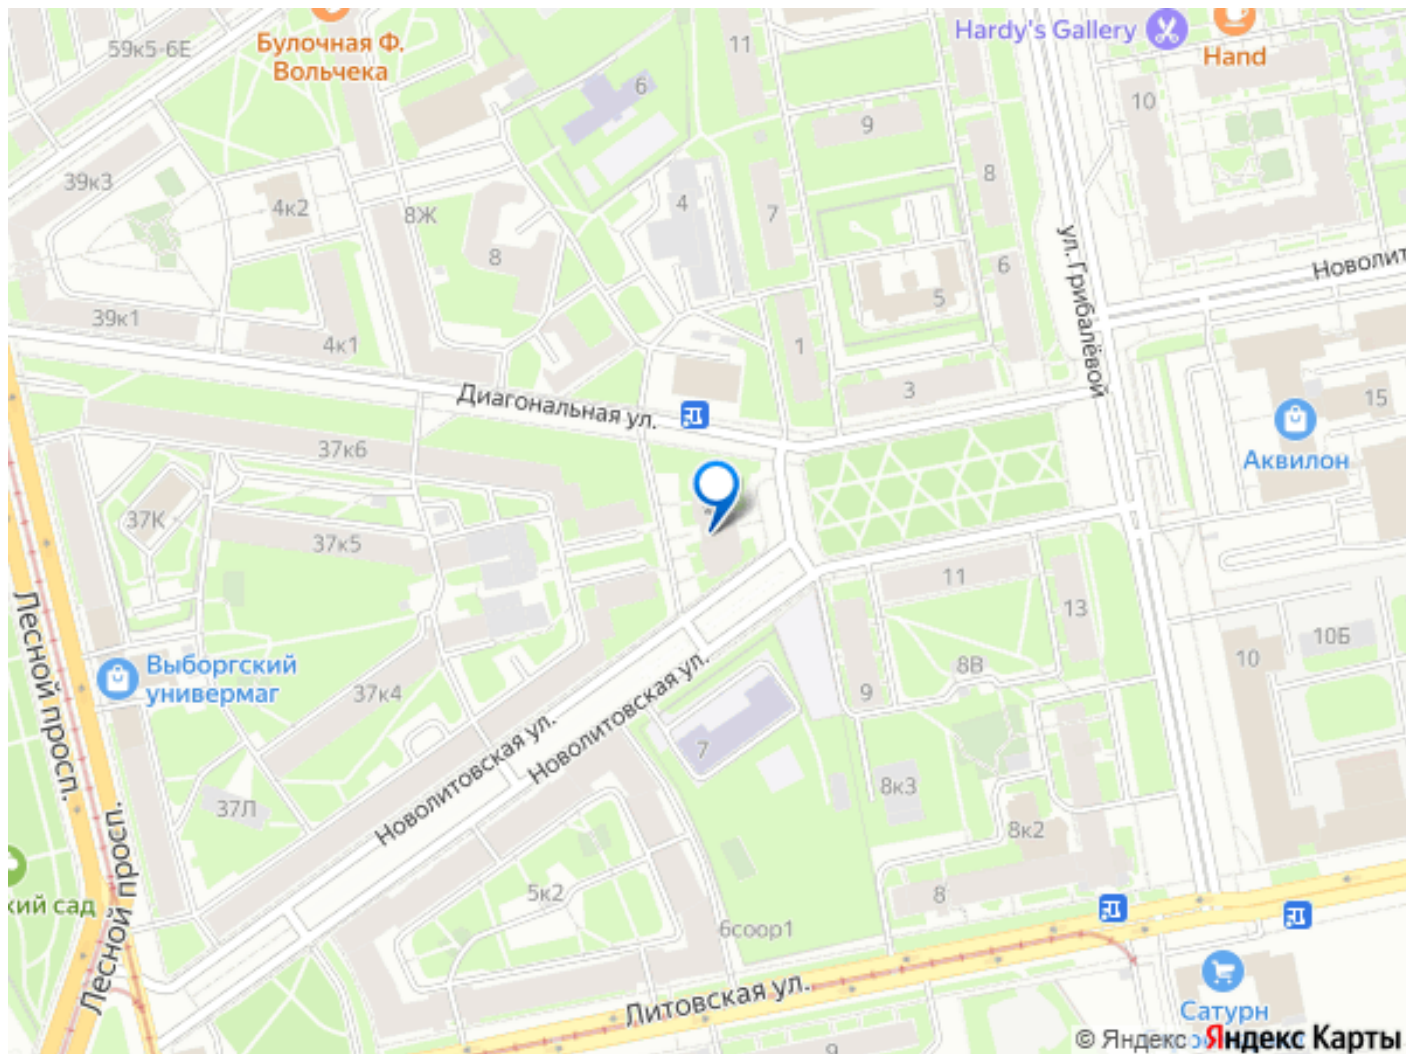 59к5-6Е
Булочная Ф.
Вольчека
11
Hardy's Gallery
Hand
6
10
9
39к3
4к2
8Ж
4
7
8
8
5
6
ул. Грибалёвой
39к1
4к1
1
3
15
Диагональная ул.
Аквилон
37к6
37К
37к5
11
13
10Б
10
Лесной просп.
Выборгский
универмаг
37к4
8В
9
7
Новолитовская ул.
Новолитовская ул.
37Л
8к3
8к2
5к2
8
6соор1
Лесной просп.
Литовская ул.
Сатурн
9
© Яндекс
Яндекс Карты